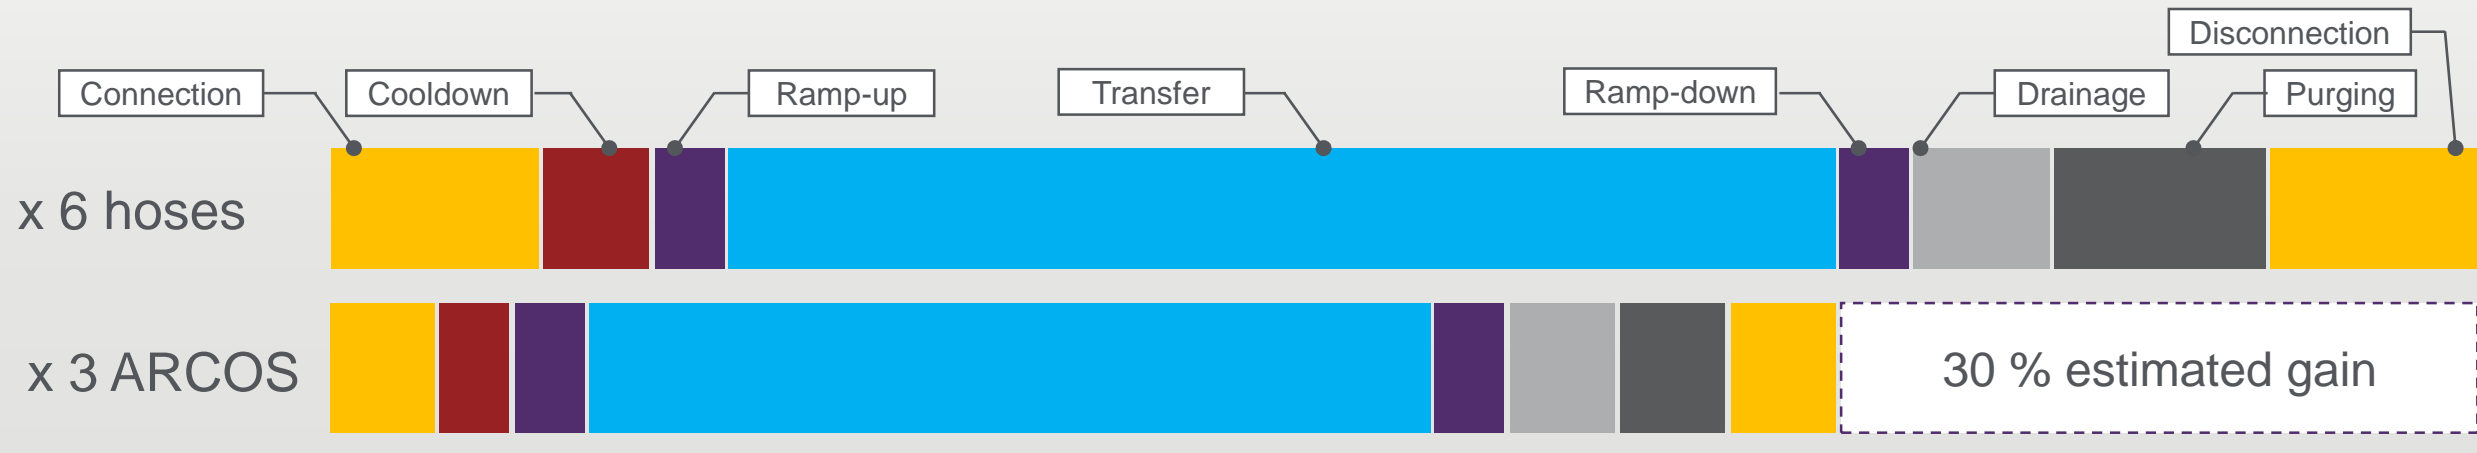 Disconnection
Connection
Cooldown
Ramp-up
Transfer
Ramp-down
Drainage
Purging
x 6 hoses
x 3 ARCOS
30 % estimated gain